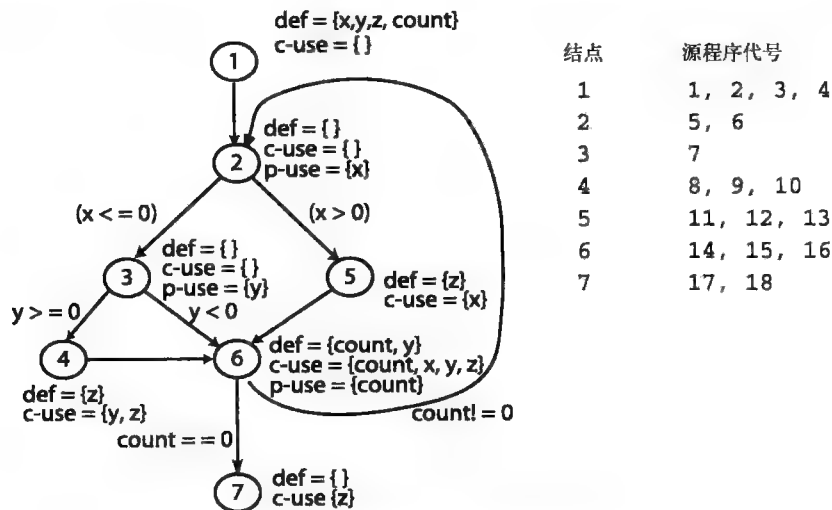 def = {x,y,z, count}
c-use = { }
1
def = { }
c-use = { }
p-use = {x}
2
(x < = 0)
(x > 0)
def = { }
c-use = { }
p-use = {y}
3
5
def = {z}
c-use = {x}
y > = 0
y < 0
4
6
def = {count, y}
c-use = {count, x, y, z}
p-use = {count}
def = {z}
c-use = {y, z}
count = = 0
count! = 0
7
def = { }
c-use {z}
结点 源程序代号
1 1, 2, 3, 4
2 5, 6
3 7
4 8, 9, 10
5 11, 12, 13
6 14, 15, 16
7 17, 18